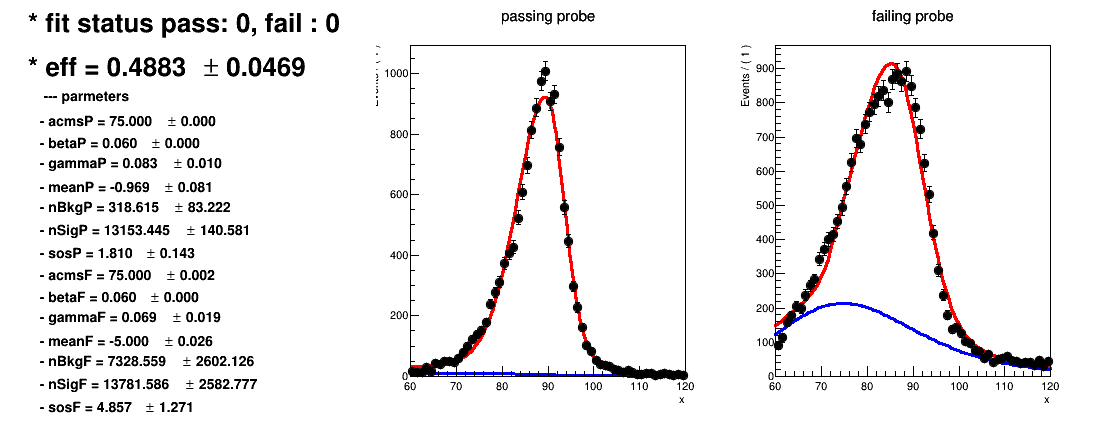 * fit status pass: 0, fail : 0
* eff = 0.4883 ± 0.0469
--- parmeters
- acmsP = 75.000 ± 0.000
- betaP = 0.060 ± 0.000
- gammaP = 0.083 ± 0.010
- meanP = -0.969 ± 0.081
- nBkgP = 318.615 ± 83.222
- nSigP = 13153.445 ± 140.581
- sosP = 1.810 ± 0.143
- acmsF = 75.000 ± 0.002
- betaF = 0.060 ± 0.000
- gammaF = 0.069 ± 0.019
- meanF = -5.000 ± 0.026
- nBkgF = 7328.559 ± 2602.126
- nSigF = 13781.586 ± 2582.777
- sosF = 4.857 ± 1.271
passing probe
1000
800
600
400
200
0
60 70 80 90 100 110 120
x
failing probe
Events / ( 1 )
900
800
700
600
500
400
300
200
100
0
60 70 80 90 100 110 120
x